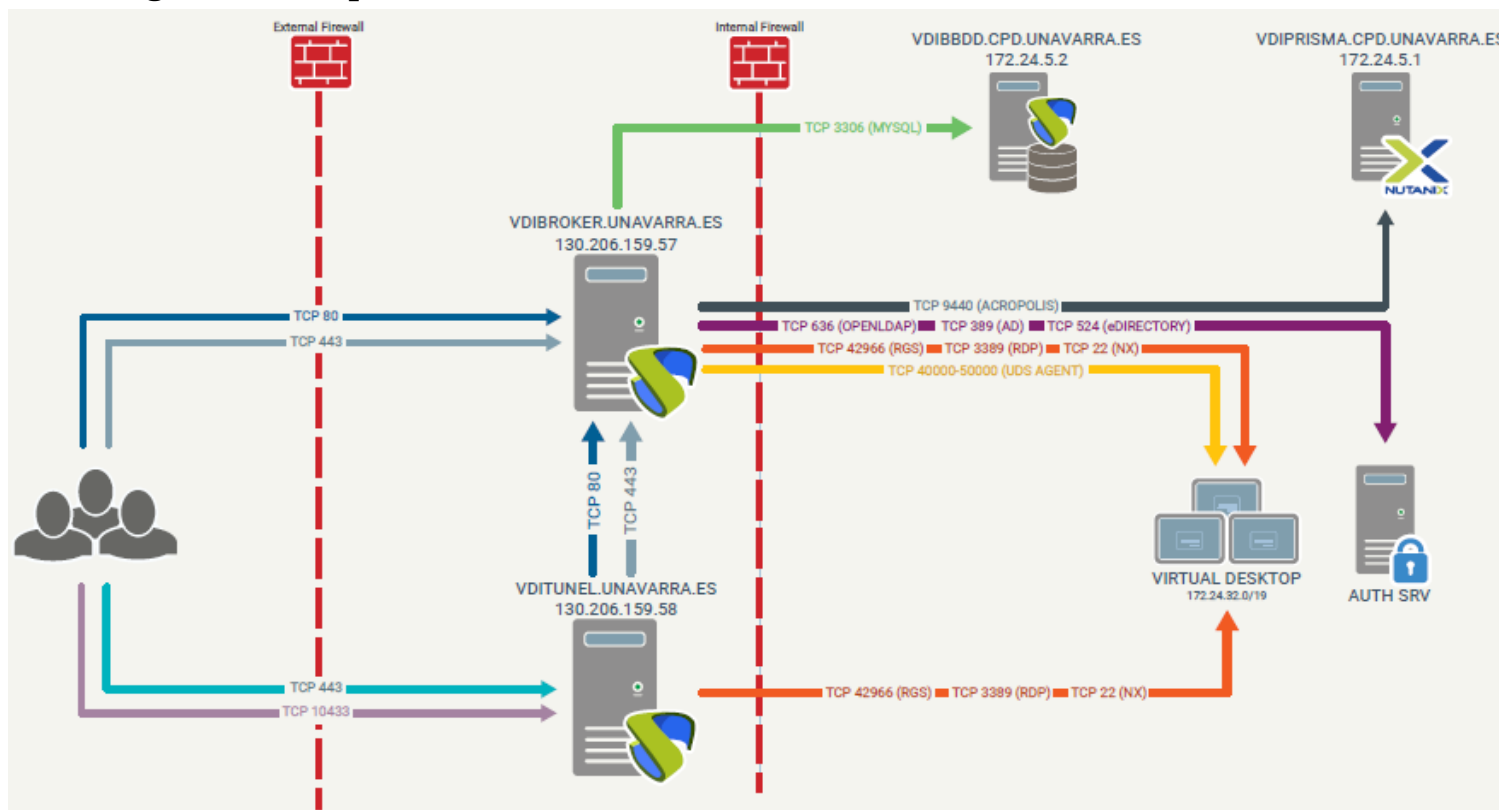 External Firewall
Internal Firewall
VDIBBDD.CPD.UNAVARRA.ES
172.24.5.2
VDIPRISMA.CPD.UNAVARRA.ES
172.24.5.1
TCP 3306 (MYSQL)
NUTANIX
VDIBROKER.UNAVARRA.ES
130.206.159.57
TCP 9440 (ACROPOLIS)
TCP 80
TCP 636 (OPENLDAP) TCP 389 (AD) TCP 524 (eDIRECTORY)
TCP 443
TCP 42966 (RGS) TCP 3389 (RDP) TCP 22 (NX)
TCP 40000-50000 (UDS AGENT)
TCP 80
TCP 443
VIRTUAL DESKTOP
172.24.32.0/19
AUTH SRV
VDITUNEL.UNAVARRA.ES
130.206.159.58
TCP 443
TCP 42966 (RGS) TCP 3389 (RDP) TCP 22 (NX)
TCP 10433